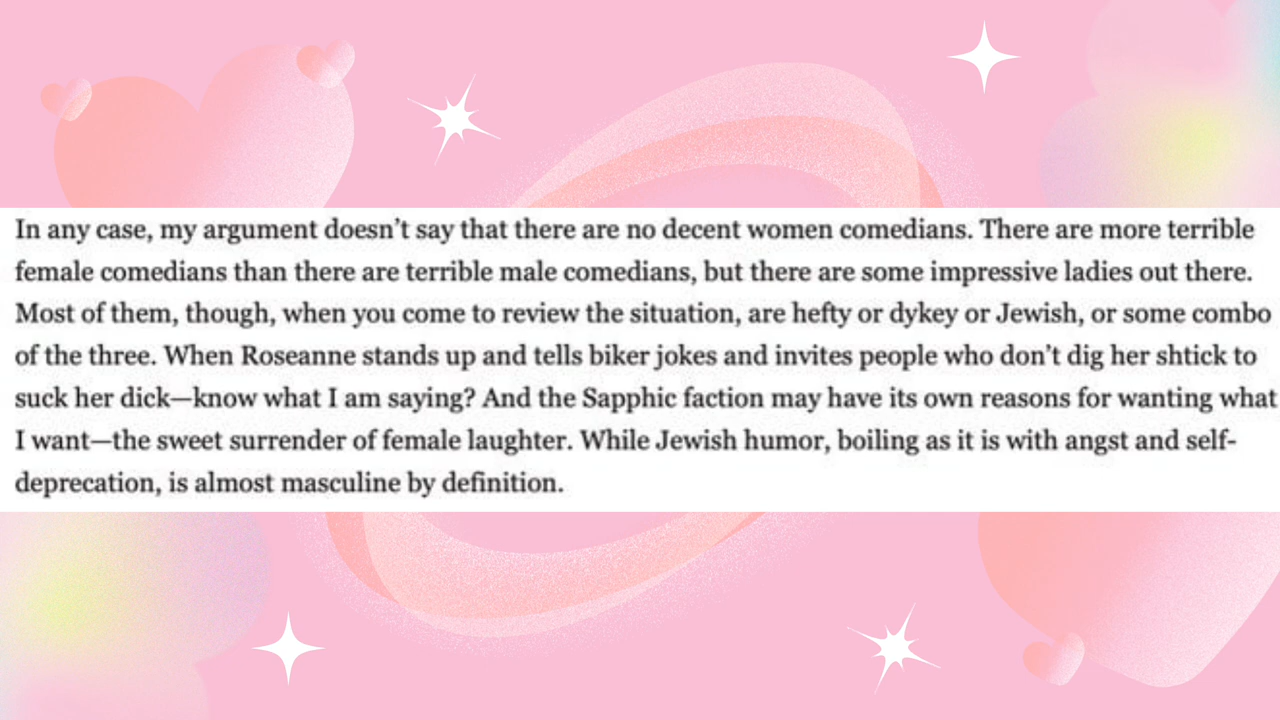 In any case, my argument doesn’t say that there are no decent women comedians. There are more terrible
female comedians than there are terrible male comedians, but there are some impressive ladies out there.
Most of them, though, when you come to review the situation, are hefty or dykey or Jewish, or some combo
of the three. When Roseanne stands up and tells biker jokes and invites people who don’t dig her shtick to
suck her dick—know what I am saying? And the Sapphic faction may have its own reasons for wanting what
I want—the sweet surrender of female laughter. While Jewish humor, boiling as it is with angst and self-
deprecation, is almost masculine by definition.